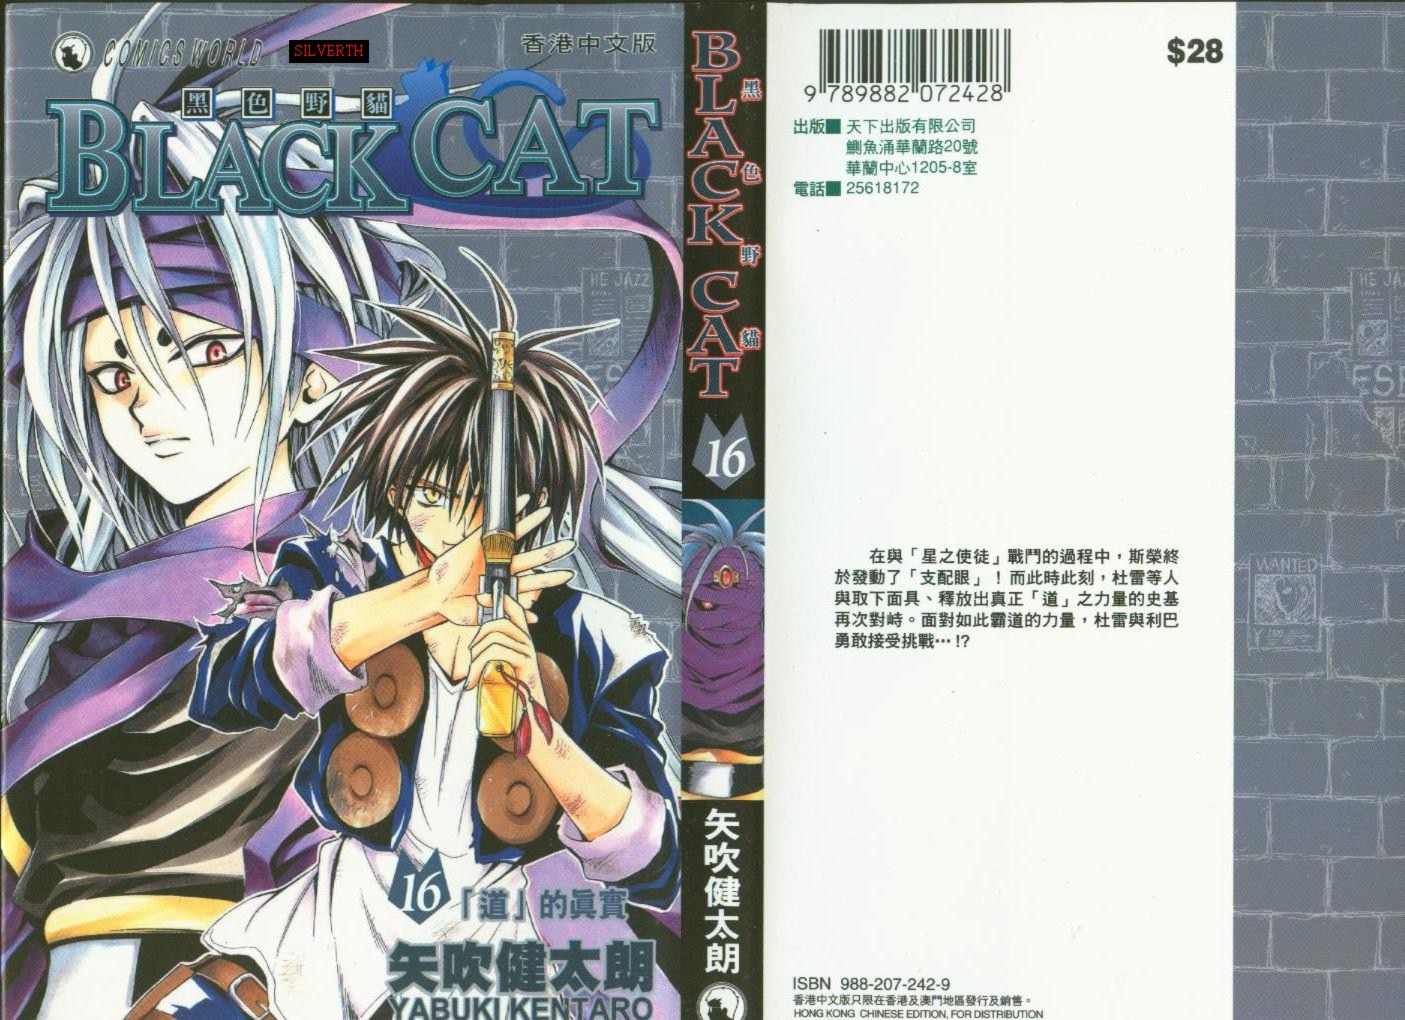 COMICS WORLD
SILVERTH
香港中文版
黑色野貓
BLACK CAT
16
「道」的眞實
矢吹健太朗
YABUKI KENTARO
BLACK CAT
黑色野貓
16
矢吹健太朗
$28
9 789882 072428
出版■ 天下出版有限公司
鰂魚涌華蘭路20號
華蘭中心1205-8室
電話■ 25618172
在與「星之使徒」戰鬥的過程中，斯榮終
於發動了「支配眼」！而此時此刻，杜雷等人
與取下面具、釋放出真正「道」之力量的史基
再次對峙。面對如此霸道的力量，杜雷與利巴
勇敢接受挑戰…!?
ISBN 988-207-242-9
香港中文版只限在香港及澳門地區發行及銷售。
HONG KONG CHINESE EDITION, FOR DISTRIBUTION
HE JAZZ
ES
HE JAZ
ESE
WANTED